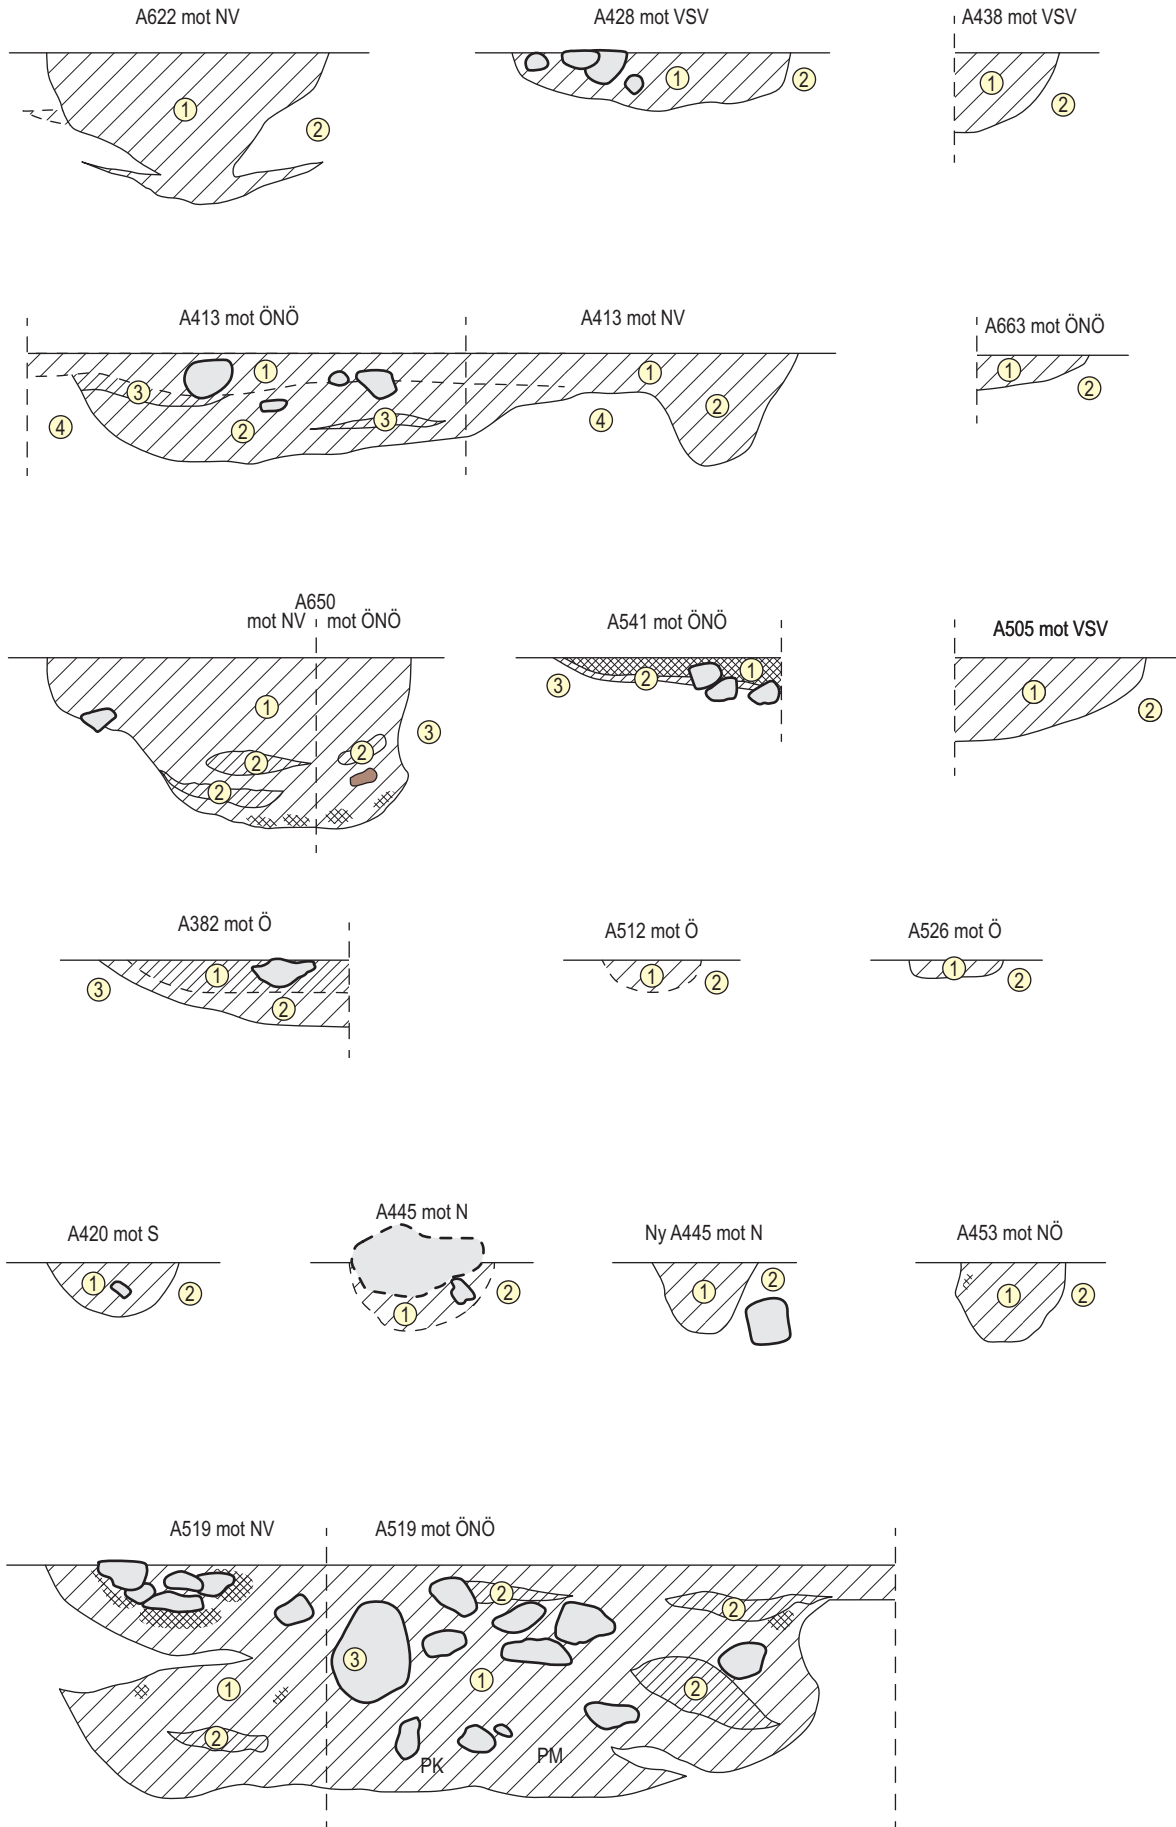 A622 mot NV
1
2
A428 mot VSV
1
2
A438 mot VSV
1
2
A413 mot ÖNÖ
A413 mot NV
1
1
3
2
3
2
4
4
A663 mot ÖNÖ
1
2
A650
mot NV
mot ÖNÖ
1
2
2
2
3
A541 mot ÖNÖ
1
2
3
A505 mot VSV
1
2
A382 mot Ö
1
2
3
A512 mot Ö
1
2
A526 mot Ö
1
2
A420 mot S
1
2
A445 mot N
1
2
Ny A445 mot N
1
2
A453 mot NÖ
1
2
A519 mot NV
A519 mot ÖNÖ
2
2
3
1
1
2
2
PK
PM